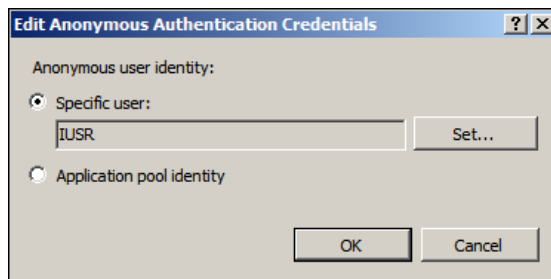 Edit Anonymous Authentication Credentials
Anonymous user identity:
Specific user:
IUSR
Set...
Application pool identity
OK
Cancel